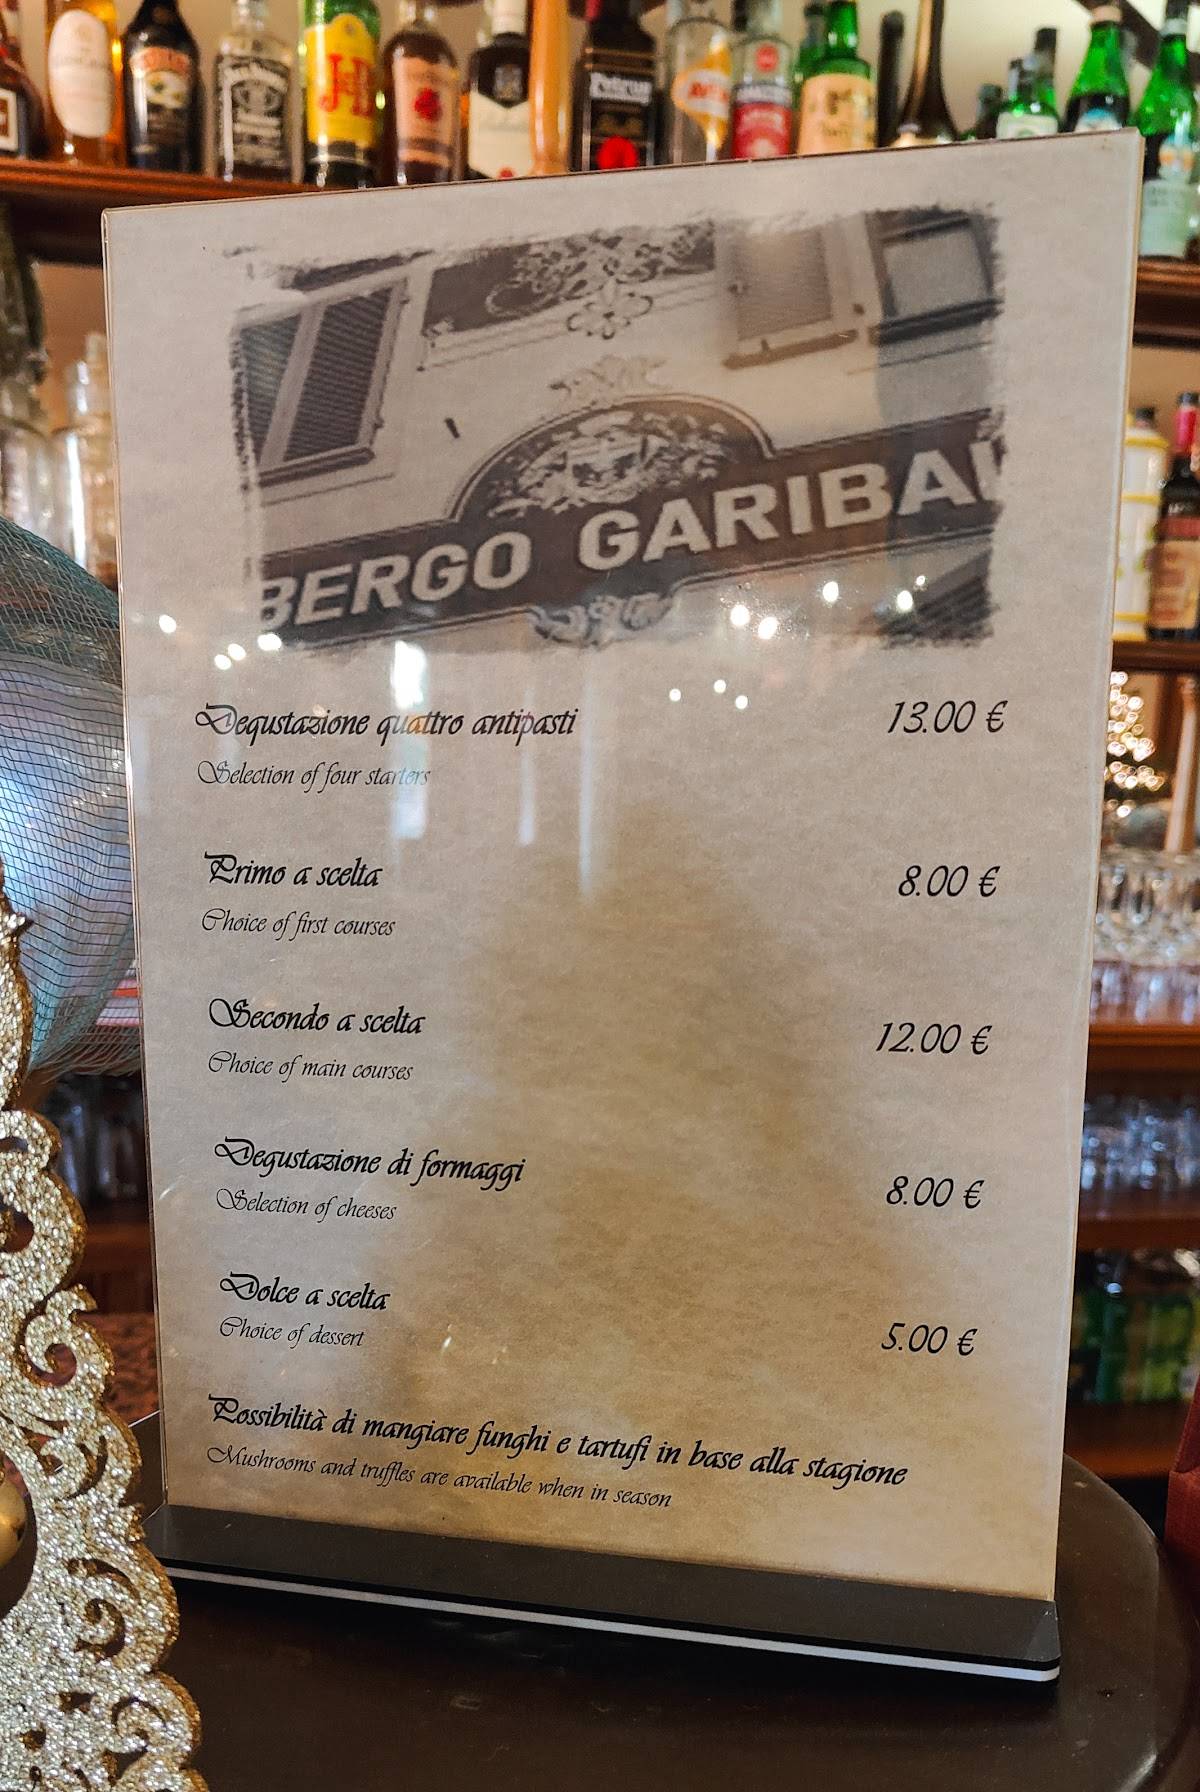 JB
BERGO GARIBAL
Degustazione quattro antipasti 13.00 €
Selection of four starters
Primo a scelta 8.00 €
Choice of first courses
Secondo a scelta 12.00 €
Choice of main courses
Degustazione di formaggi 8.00 €
Selection of cheeses
Dolce a scelta 5.00 €
Choice of dessert
Possibilità di mangiare funghi e tartufi in base alla stagione
Mushrooms and truffles are available when in season